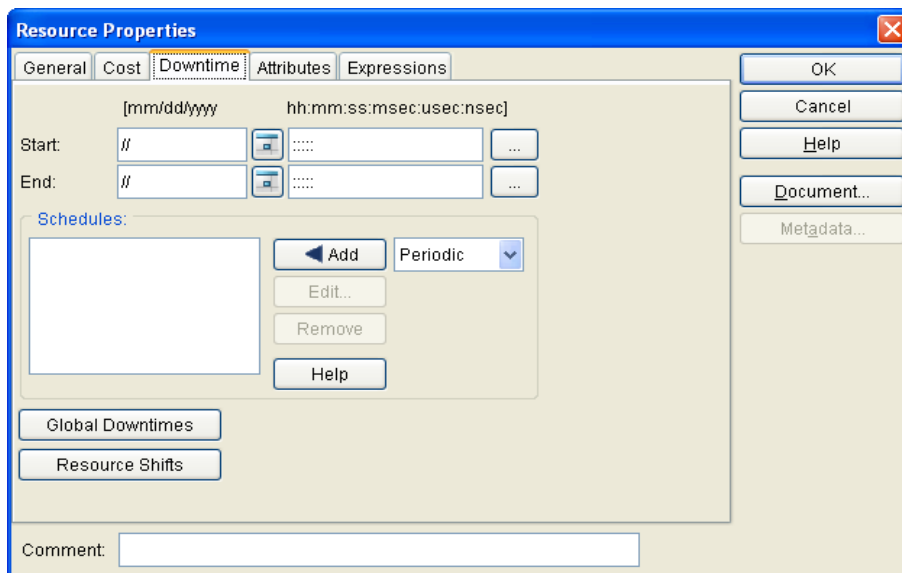 Resource Properties
General Cost Downtime Attributes Expressions
OK
Cancel
Help
Document...
Metadata...
[mm/dd/yyyy hh:mm:ss:msec:usec:nsec]
Start: // ::::: ...
End: // ::::: ...
Schedules:
Add Periodic
Edit...
Remove
Help
Global Downtimes
Resource Shifts
Comment: